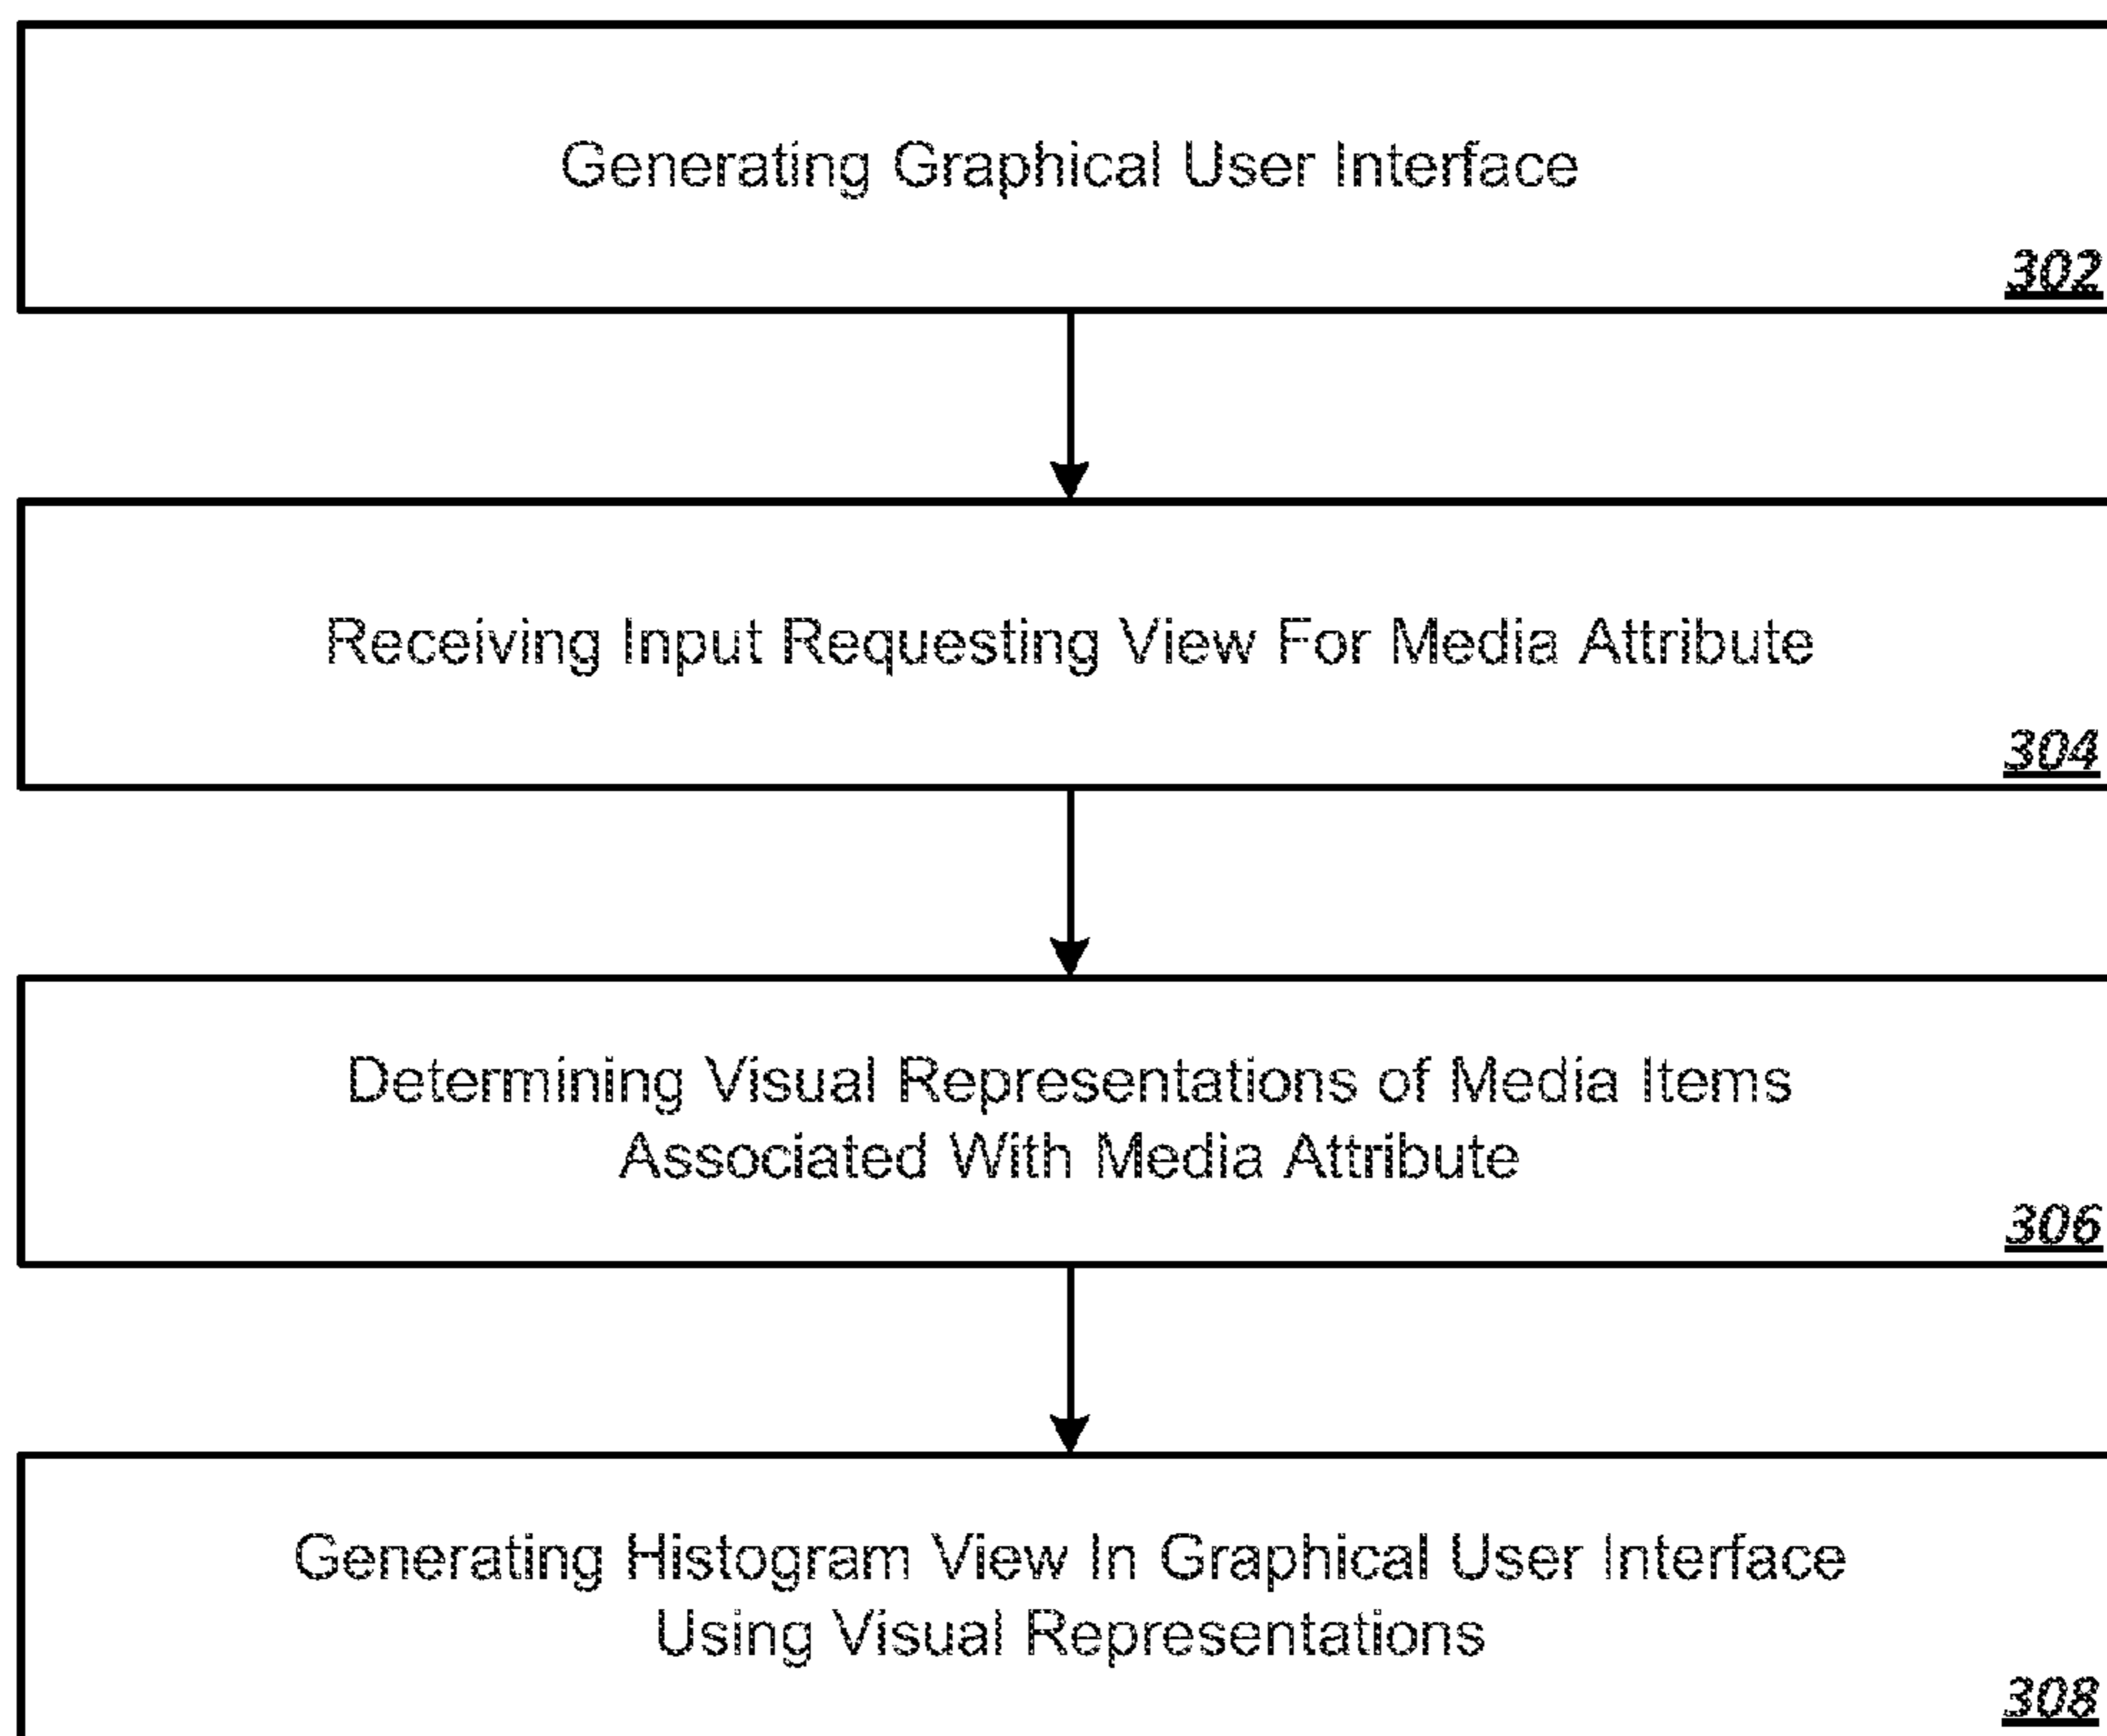 Generating Graphical User Interface
302
Receiving Input Requesting View For Media Attribute
304
Determining Visual Representations of Media Items
Associated With Media Attribute
306
Generating Histogram View In Graphical User Interface
Using Visual Representations
308